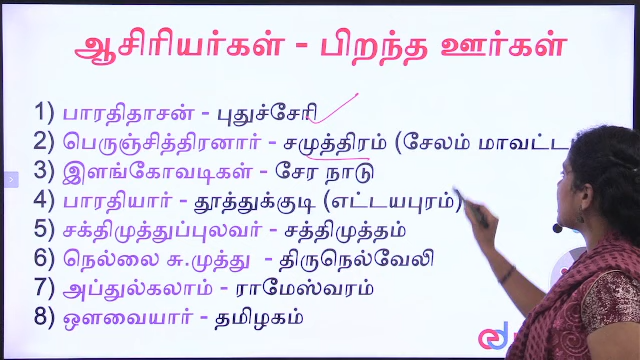 ஆசிரியர்கள் - பிறந்த ஊர்கள்
1) பாரதிதாசன் - புதுச்சேரி
2) பெருஞ்சித்திரனார் - சமுத்திரம் (சேலம் மாவட்ட
3) இளங்கோவடிகள் - சேர நாடு
4) பாரதியார் - தூத்துக்குடி (எட்டயபுரம்)
5) சக்திமுத்துப்புலவர் - சத்திமுத்தம்
6) நெல்லை சு.முத்து - திருநெல்வேலி
7) அப்துல்கலாம் - ராமேஸ்வரம்
8) ஔவையார் - தமிழகம்